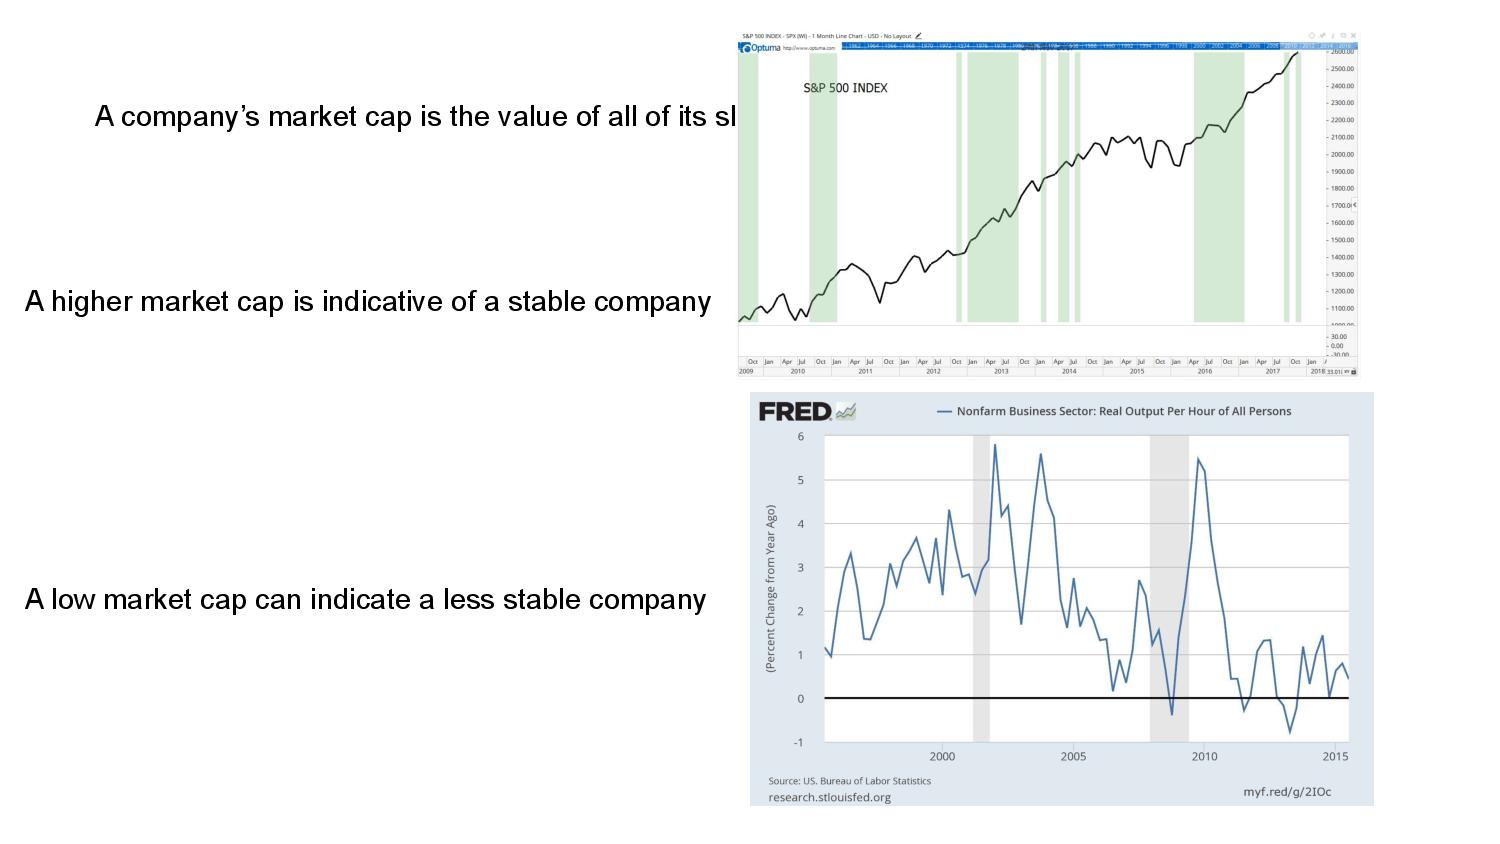 S&P 500 INDEX - SPX (WI) - 1 Month Line Chart - USD - No Layout
Optuma http://www.optuma.com
S&P 500 INDEX
A company’s market cap is the value of all of its
A higher market cap is indicative of a stable company
A low market cap can indicate a less stable company
2600.00
2500.00
2400.00
2300.00
2200.00
2100.00
2000.00
1900.00
1800.00
1700.00
1600.00
1500.00
1400.00
1300.00
1200.00
1100.00
1000.00
30.00
0.00
-30.00
Oct Jan Apr Jul Oct Jan Apr Jul Oct Jan Apr Jul Oct Jan Apr Jul Oct Jan Apr Jul Oct Jan Apr Jul Oct Jan Apr Jul Oct Jan Apr Jul Oct Jan
2009 2010 2011 2012 2013 2014 2015 2016 2017 2018
FRED
Nonfarm Business Sector: Real Output Per Hour of All Persons
(Percent Change from Year Ago)
6
5
4
3
2
1
0
-1
2000 2005 2010 2015
Source: US. Bureau of Labor Statistics
research.stlouisfed.org
myf.red/g/2IOc